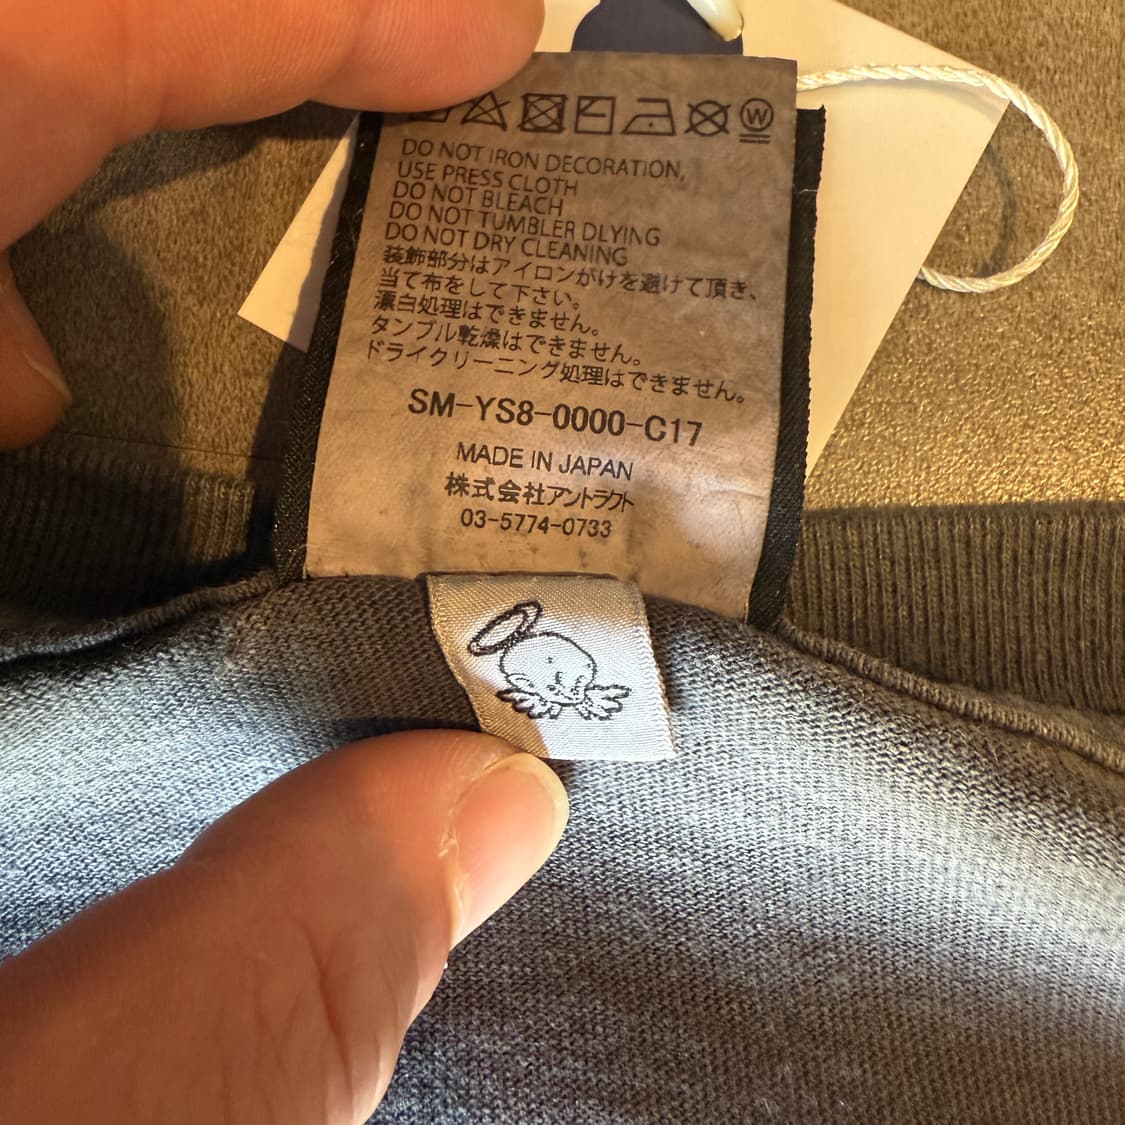 W
DO NOT IRON DECORATION,
USE PRESS CLOTH
DO NOT BLEACH
DO NOT TUMBLER DLYING
DO NOT DRY CLEANING
装飾部分はアイロンがけを避けて頂き、
当て布をして下さい。
漂白処理はできません。
タンブル乾燥はできません。
ドライクリーニング処理はできません。
SM-YS8-0000-C17
MADE IN JAPAN
株式会社アントラクト
03-5774-0733